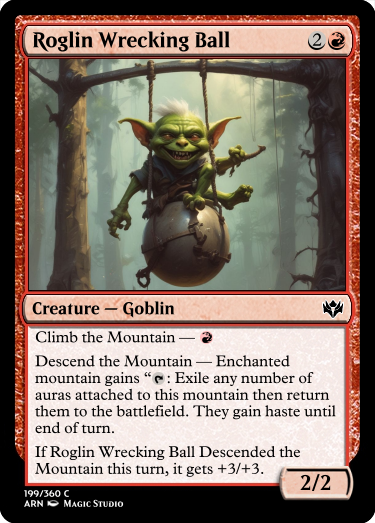 Roglin Wrecking Ball 2
Creature — Goblin
Climb the Mountain —
Descend the Mountain — Enchanted
mountain gains “: Exile any number of
auras attached to this mountain then return
them to the battlefield. They gain haste until
end of turn.
If Roglin Wrecking Ball Descended the
Mountain this turn, it gets +3/+3.
2/2
199/360 C
ARN Magic Studio